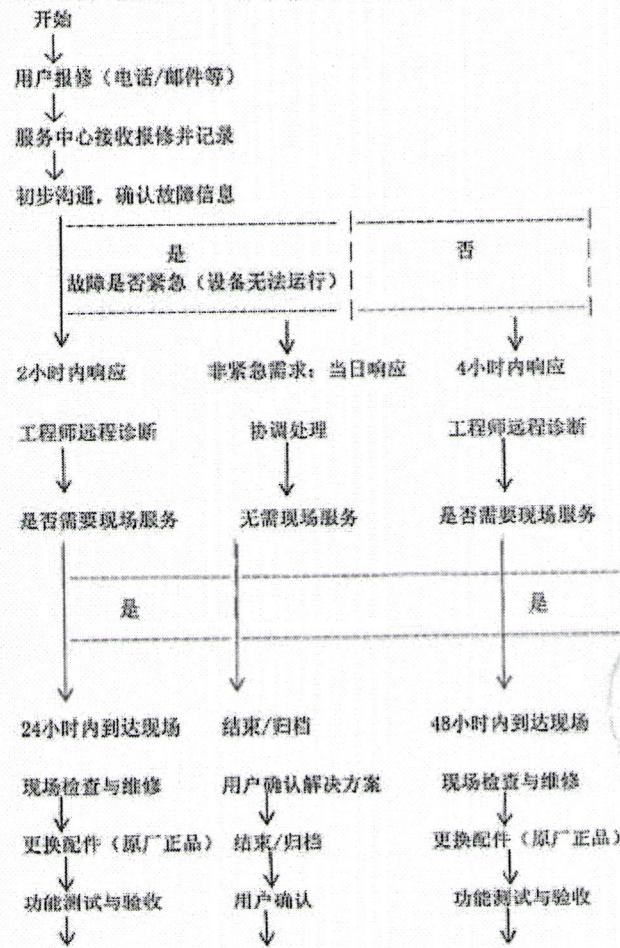 开始
用户报修（电话/邮件等）
服务中心接收报修并记录
初步沟通，确认故障信息
是 否
故障是否紧急（设备无法运行）
2小时内响应 非紧急需求：当日响应 4小时内响应
工程师远程诊断 协调处理 工程师远程诊断
是否需要现场服务 无需现场服务 是否需要现场服务
是 是
24小时内到达现场 结束/归档 48小时内到达现场
现场检查与维修 用户确认解决方案 现场检查与维修
更换配件（原厂正品） 结束/归档 更换配件（原厂正品）
功能测试与验收 用户确认 功能测试与验收